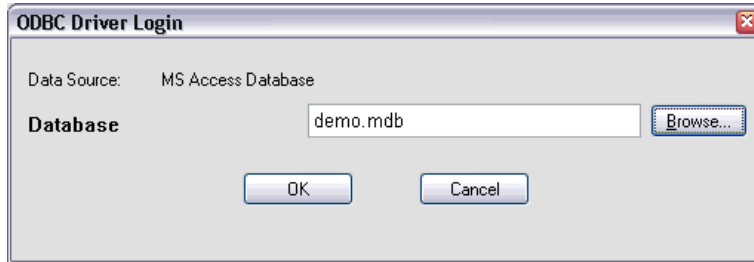 ODBC Driver Login
Data Source: MS Access Database
Database demo.mdb Browse...
OK Cancel